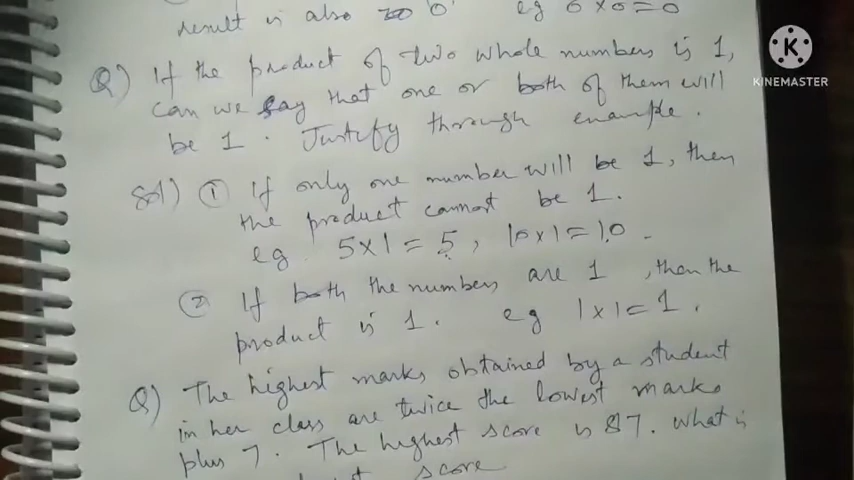 result is also 0 eg 0 x 0 = 0
K
KINEMASTER
Q) If the product of two whole numbers is 1,
can we say that one or both of them will
be 1. Justify through example.
Sol) ① If only one number will be 1, then
the product cannot be 1.
eg 5 x 1 = 5, 10 x 1 = 10
② If both the numbers are 1, then the
product is 1. eg 1 x 1 = 1.
Q) The highest marks obtained by a student
in her class are twice the lowest marks
plus 7. The highest score is 87. What is
score